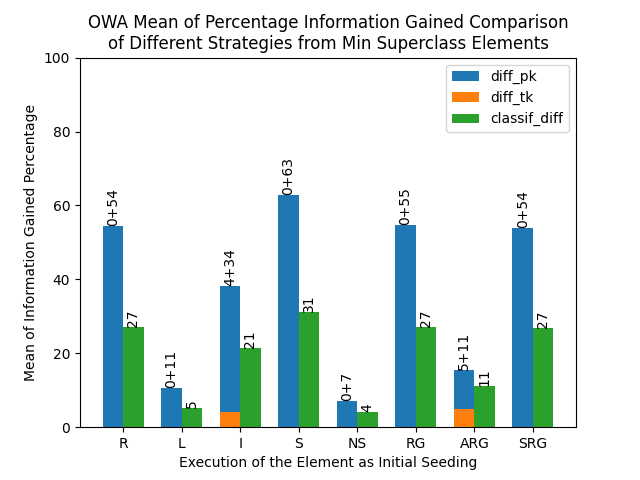 OWA Mean of Percentage Information Gained Comparison
of Different Strategies from Min Superclass Elements
diff_pk
diff_tk
classif_diff
Mean of Information Gained Percentage
100
80
60
40
20
0
0+54
27
0+11
5
4+34
21
0+63
31
0+7
4
0+55
27
5+11
11
0+54
27
R L I S NS RG ARG SRG
Execution of the Element as Initial Seeding